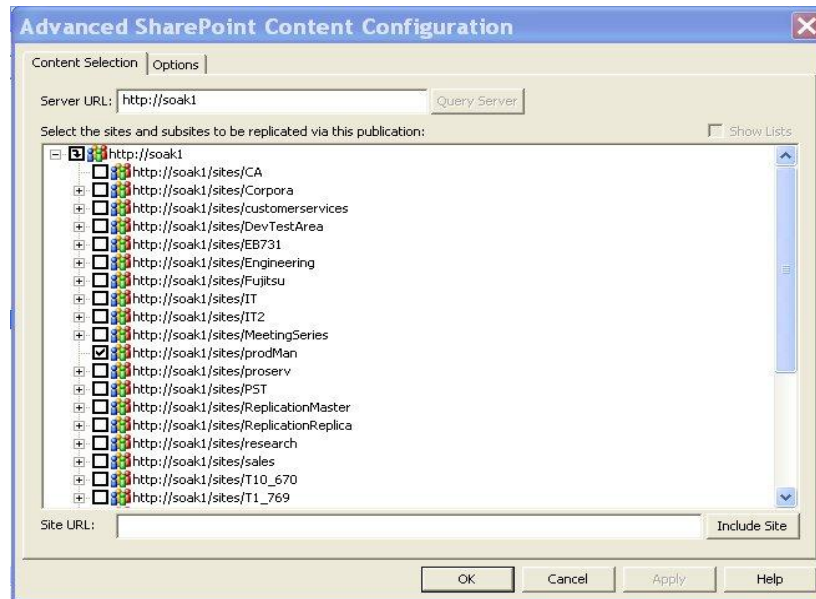 Advanced SharePoint Content Configuration
Content Selection Options
Server URL: http://soak1 Query Server
Select the sites and subsites to be replicated via this publication: Show Lists
http://soak1
http://soak1/sites/CA
http://soak1/sites/Corpora
http://soak1/sites/customerservices
http://soak1/sites/DevTestArea
http://soak1/sites/EB731
http://soak1/sites/Engineering
http://soak1/sites/Fujitsu
http://soak1/sites/IT
http://soak1/sites/IT2
http://soak1/sites/MeetingSeries
http://soak1/sites/prodMan
http://soak1/sites/proserv
http://soak1/sites/PST
http://soak1/sites/ReplicationMaster
http://soak1/sites/ReplicationReplica
http://soak1/sites/research
http://soak1/sites/sales
http://soak1/sites/T10_670
http://soak1/sites/T1_769
Site URL: Include Site
OK Cancel Apply Help